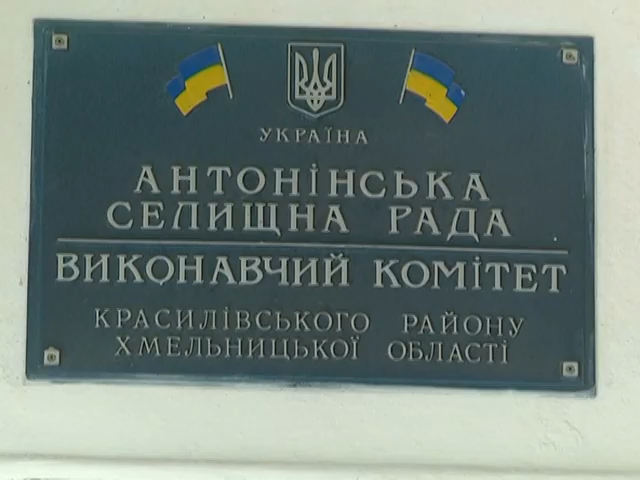 УКРАЇНА
АНТОНІНСЬКА
СЕЛИЩНА РАДА
ВИКОНАВЧИЙ КОМІТЕТ
КРАСИЛІВСЬКОГО РАЙОНУ
ХМЕЛЬНИЦЬКОЇ ОБЛАСТІ